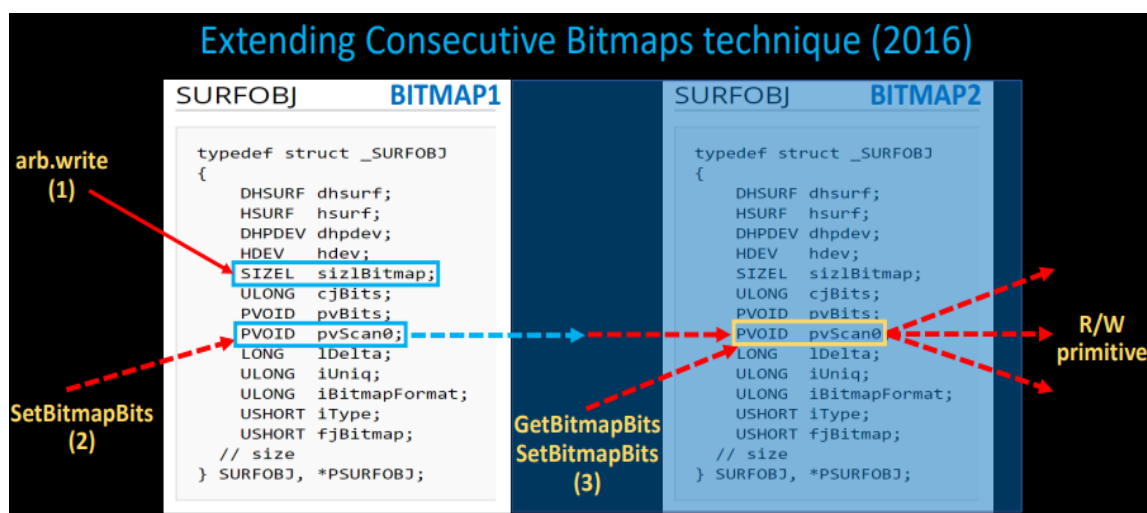 Extending Consecutive Bitmaps technique (2016)
SURFOBJ BITMAP1
typedef struct _SURFOBJ
{
DHSURF dhsurf;
HSURF hsurf;
DHPDEV dhpdev;
HDEV hdev;
SIZEL sizlBitmap;
ULONG cjBits;
PVOID pvBits;
PVOID pvScan0;
LONG lDelta;
ULONG iUniq;
ULONG iBitmapFormat;
USHORT iType;
USHORT fjBitmap;
// size
} SURFOBJ, *PSURFOBJ;
arb.write
(1)
SetBitmapBits
(2)
SURFOBJ BITMAP2
typedef struct _SURFOBJ
{
DHSURF dhsurf;
HSURF hsurf;
DHPDEV dhpdev;
HDEV hdev;
SIZEL sizlBitmap;
ULONG cjBits;
PVOID pvBits;
PVOID pvScan0
LONG lDelta;
ULONG iUniq;
ULONG iBitmapFormat;
USHORT iType;
USHORT fjBitmap;
// size
} SURFOBJ, *PSURFOBJ;
GetBitmapBits
SetBitmapBits
(3)
R/W
primitive